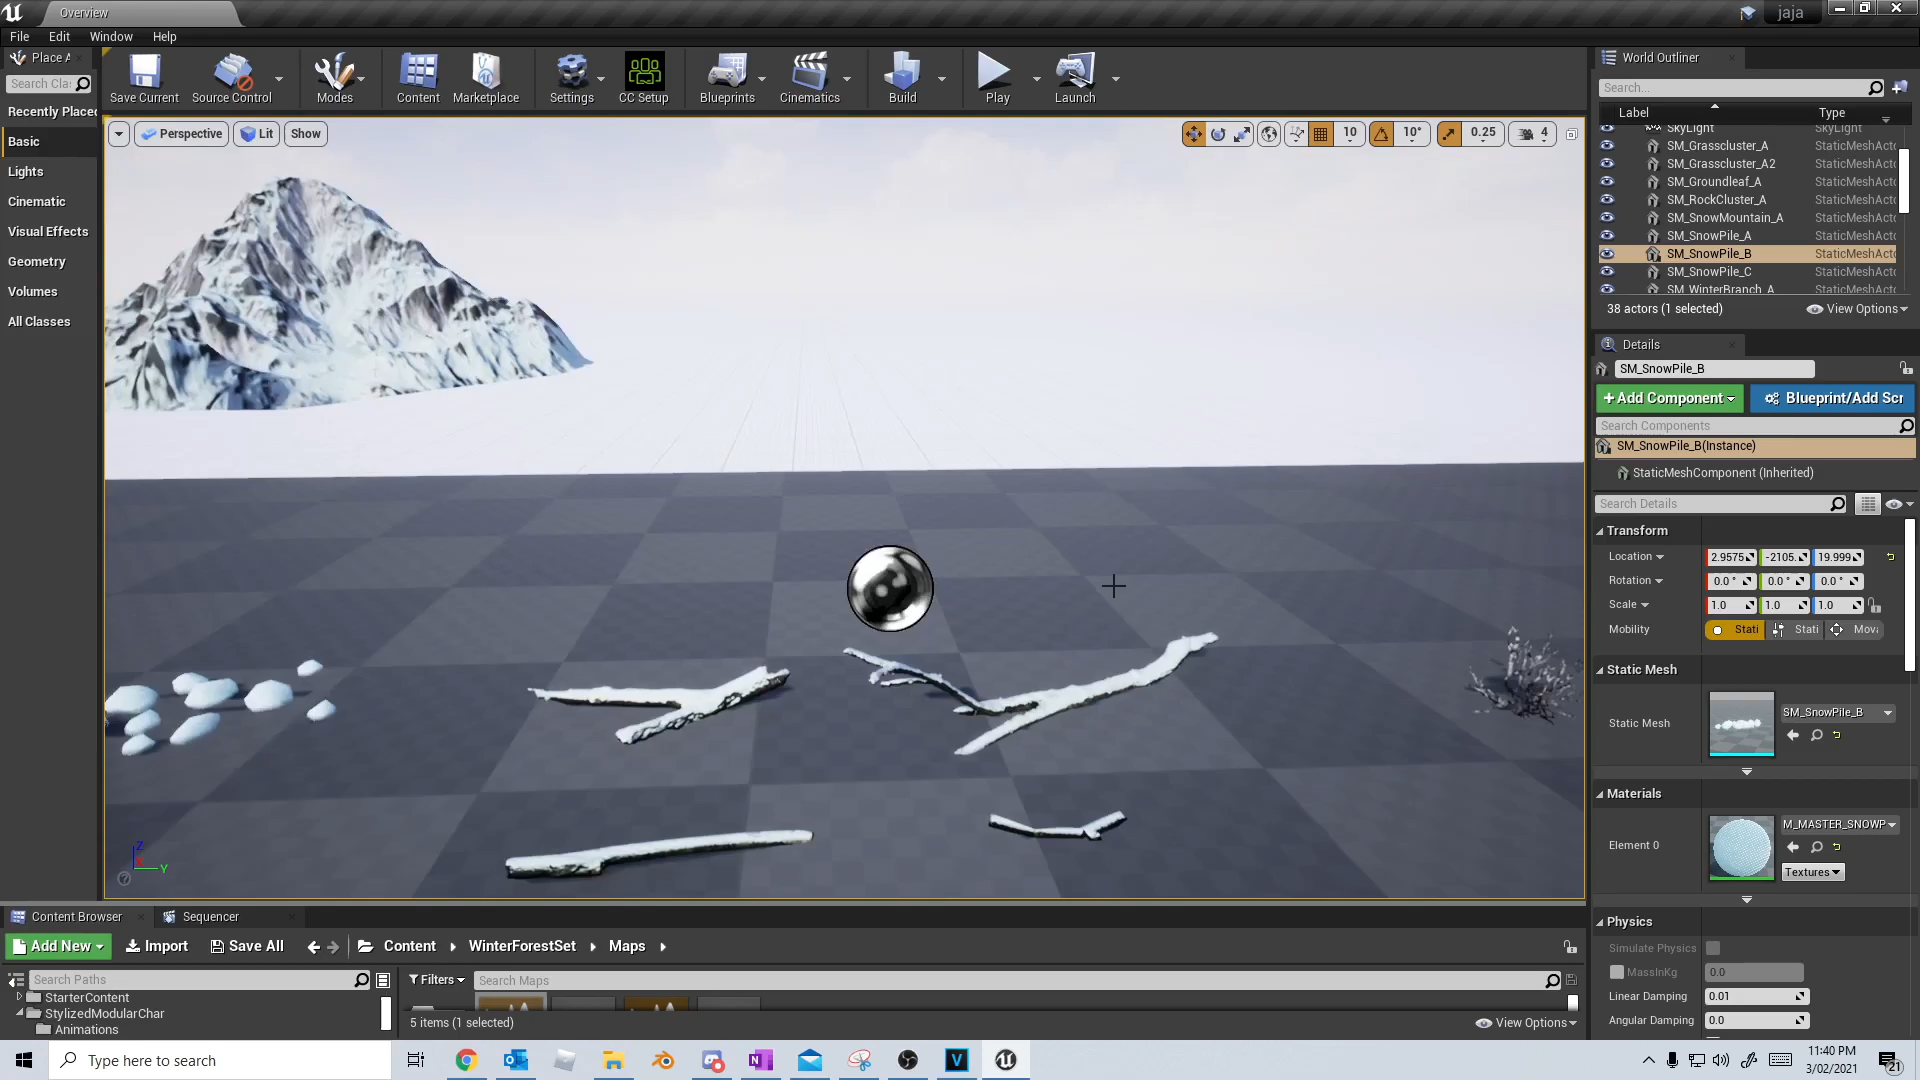 Overview
jaja
File Edit Window Help
Place A
Search Cla
Recently Placed
Basic
Lights
Cinematic
Visual Effects
Geometry
Volumes
All Classes
Save Current
Source Control
Modes
Content
Marketplace
Settings
CC Setup
Blueprints
Cinematics
Build
Play
Launch
Perspective
Lit
Show
10
10°
0.25
4
Z
Y
World Outliner
Search...
Label Type
SkyLight SkyLight
SM_Grasscluster_A StaticMeshActo
SM_Grasscluster_A2 StaticMeshActo
SM_Groundleaf_A StaticMeshActo
SM_RockCluster_A StaticMeshActo
SM_SnowMountain_A StaticMeshActo
SM_SnowPile_A StaticMeshActo
SM_SnowPile_B StaticMeshActo
SM_SnowPile_C StaticMeshActo
SM_WinterBranch_A StaticMeshActo
38 actors (1 selected)
View Options
Details
SM_SnowPile_B
+Add Component
Blueprint/Add Scr
Search Components
SM_SnowPile_B(Instance)
StaticMeshComponent (Inherited)
Search Details
Transform
Location 2.9575 -2105. 19.999
Rotation 0.0 ° 0.0 ° 0.0 °
Scale 1.0 1.0 1.0
Mobility Stati Stati Mova
Static Mesh
Static Mesh SM_SnowPile_B
Materials
Element 0 M_MASTER_SNOWP
Textures
Physics
Simulate Physics
MassInKg 0.0
Linear Damping 0.01
Angular Damping 0.0
Content Browser
Sequencer
Add New
Import
Save All
Content
WinterForestSet
Maps
Search Paths
StarterContent
StylizedModularChar
Animations
Filters
Search Maps
5 items (1 selected)
View Options
Type here to search
11:40 PM
3/02/2021
21